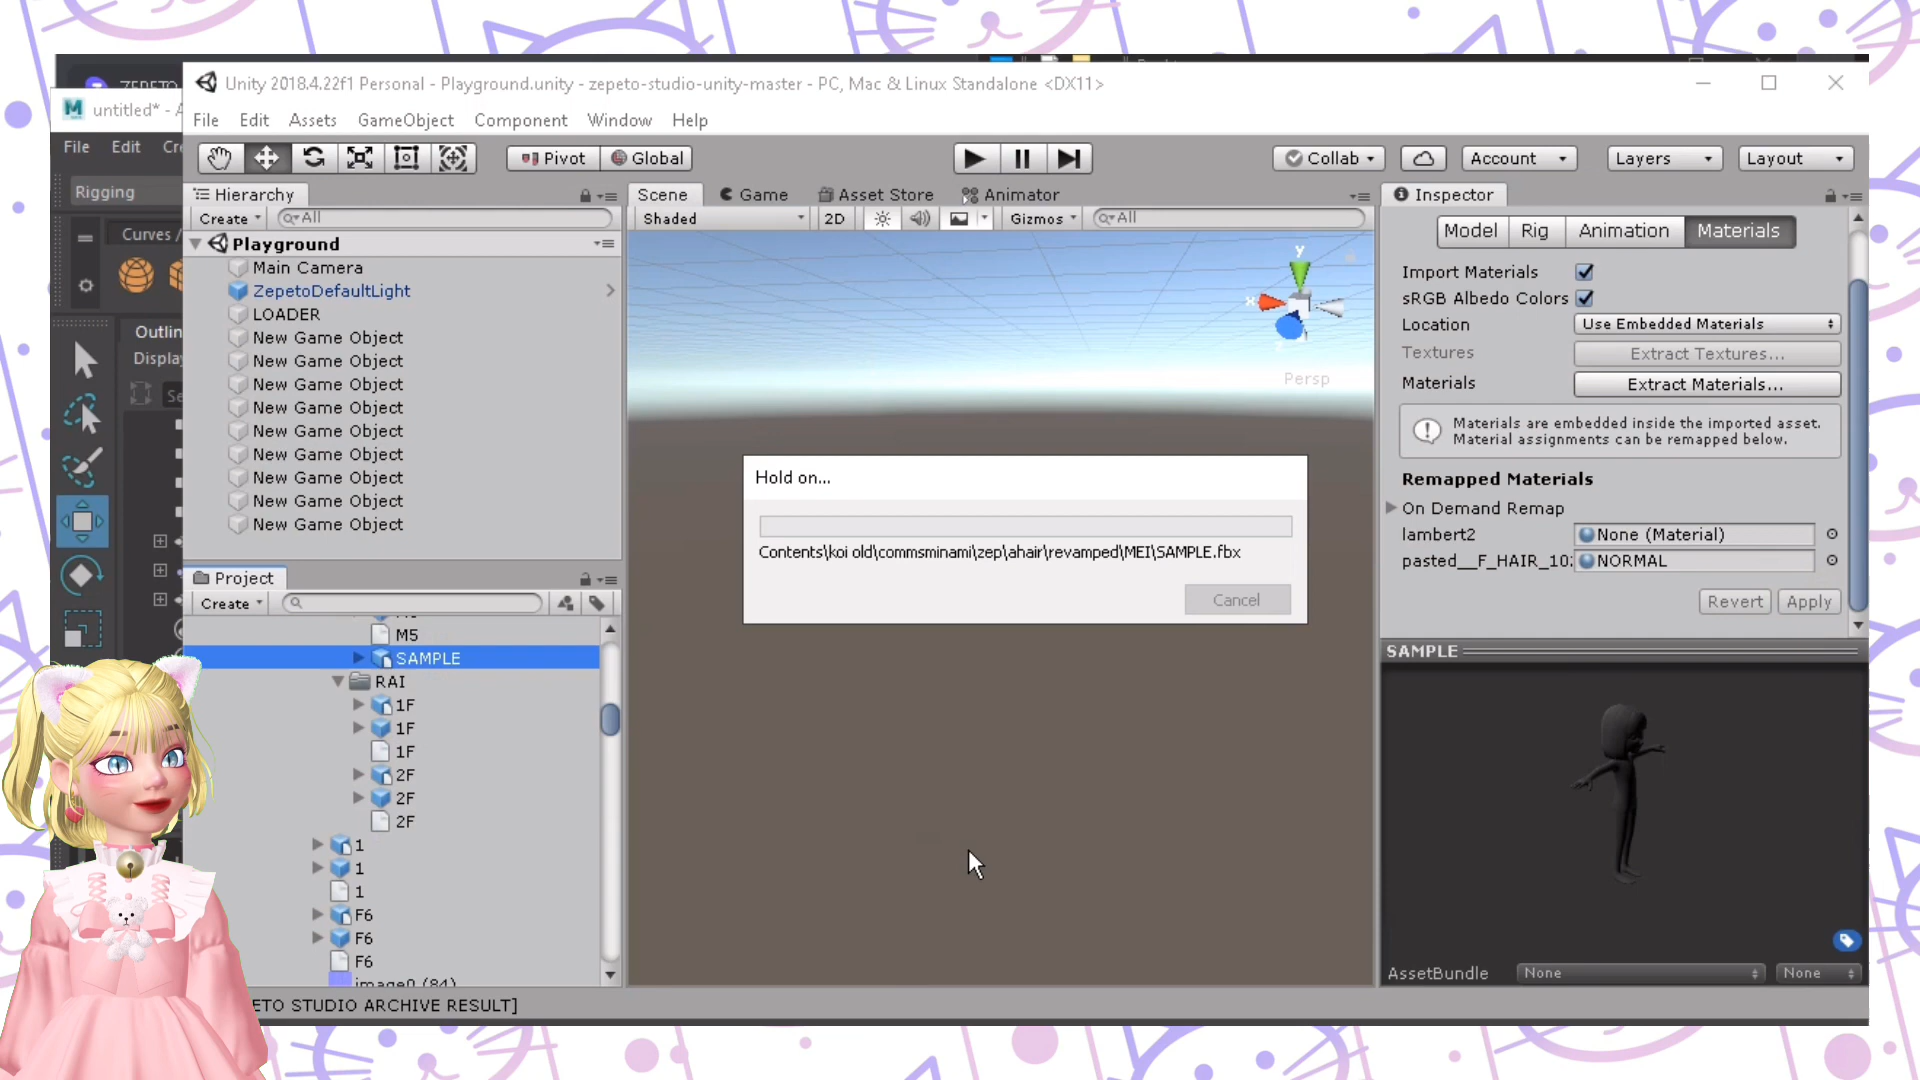 ZEPETO
Unity 2018.4.22f1 Personal - Playground.unity - zepeto-studio-unity-master - PC, Mac & Linux Standalone <DX11>
untitled* - A
File Edit Assets GameObject Component Window Help
File Edit Cr
Pivot Global
Collab Account Layers Layout
Rigging
Hierarchy
Scene Game Asset Store Animator
Inspector
Create All
Shaded 2D Gizmos All
Curves /
Model Rig Animation Materials
Playground
Main Camera
ZepetoDefaultLight
LOADER
New Game Object
New Game Object
New Game Object
New Game Object
New Game Object
New Game Object
New Game Object
New Game Object
New Game Object
Outlin
Display
Se
y
x
Persp
Import Materials
sRGB Albedo Colors
Location Use Embedded Materials
Textures Extract Textures...
Materials Extract Materials...
Materials are embedded inside the imported asset.
Material assignments can be remapped below.
Remapped Materials
On Demand Remap
lambert2 None (Material)
pasted__F_HAIR_10 NORMAL
Revert Apply
Hold on...
Contents\koi old\commsminami\zep\ahair\revamped\MEI\SAMPLE.fbx
Cancel
Project
Create
M5
SAMPLE
RAI
1F
1F
1F
2F
2F
2F
1
1
1
F6
F6
F6
image0 (84)
SAMPLE
AssetBundle None None
ETO STUDIO ARCHIVE RESULT]